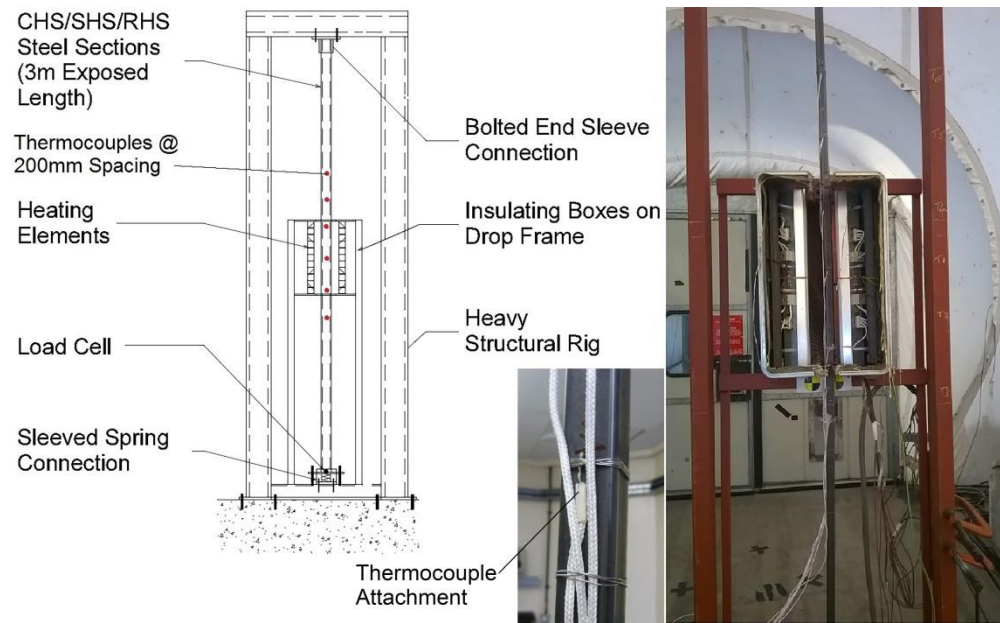 CHS/SHS/RHS
Steel Sections
(3m Exposed
Length)
Thermocouples @
200mm Spacing
Heating
Elements
Load Cell
Sleeved Spring
Connection
Bolted End Sleeve
Connection
Insulating Boxes on
Drop Frame
Heavy
Structural Rig
Thermocouple
Attachment